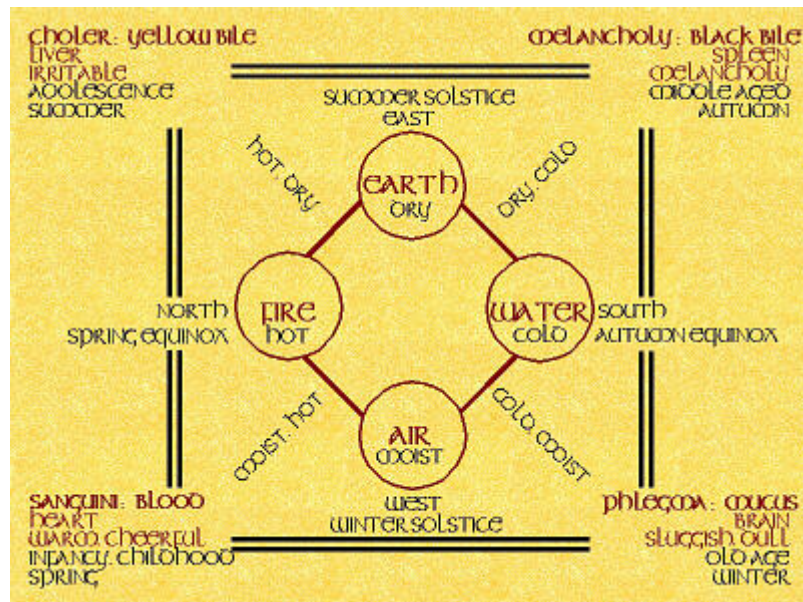 CHOLER: YELLOW BILE
LIVER
IRRITABLE
ADOLESCENCE
SUMMER
MELANCHOLY: BLACK BILE
SPLEEN
MELANCHOLY
MIDDLE AGED
AUTUMN
SUMMER SOLSTICE
EAST
HOT, DRY
EARTH
DRY
DRY, COLD
NORTH
SPRING EQUINOX
FIRE
HOT
WATER
COLD
SOUTH
AUTUMN EQUINOX
MOIST, HOT
AIR
MOIST
COLD, MOIST
WEST
WINTER SOLSTICE
SANGUINI: BLOOD
HEART
WARM, CHEERFUL
INFANCY, CHILDHOOD
SPRING
PHLEGMA: MUCUS
BRAIN
SLUGGISH, DULL
OLD AGE
WINTER